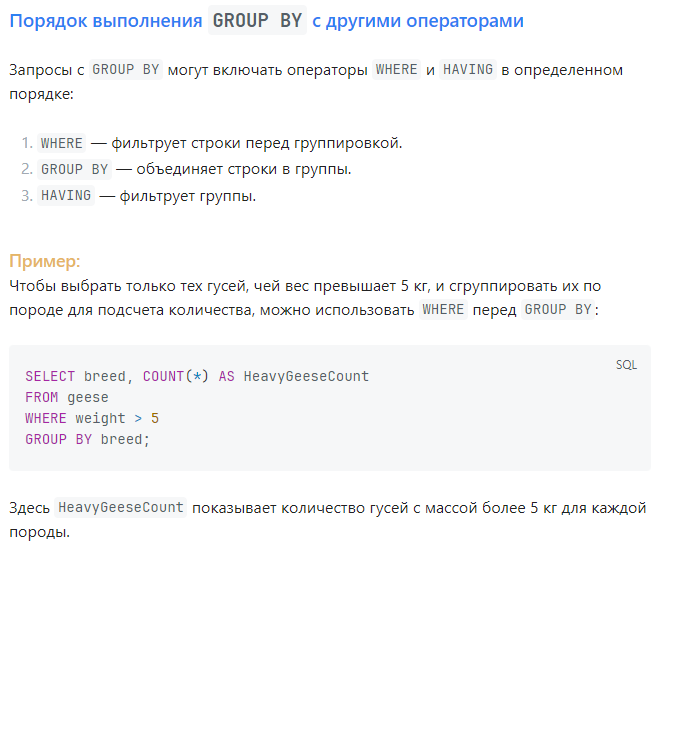 Порядок выполнения GROUP BY с другими операторами
Запросы с GROUP BY могут включать операторы WHERE и HAVING в определенном
порядке:
1. WHERE — фильтрует строки перед группировкой.
2. GROUP BY — объединяет строки в группы.
3. HAVING — фильтрует группы.
Пример:
Чтобы выбрать только тех гусей, чей вес превышает 5 кг, и сгруппировать их по
породе для подсчета количества, можно использовать WHERE перед GROUP BY:
SQL
SELECT breed, COUNT(*) AS HeavyGeeseCount
FROM geese
WHERE weight > 5
GROUP BY breed;
Здесь HeavyGeeseCount показывает количество гусей с массой более 5 кг для каждой
породы.